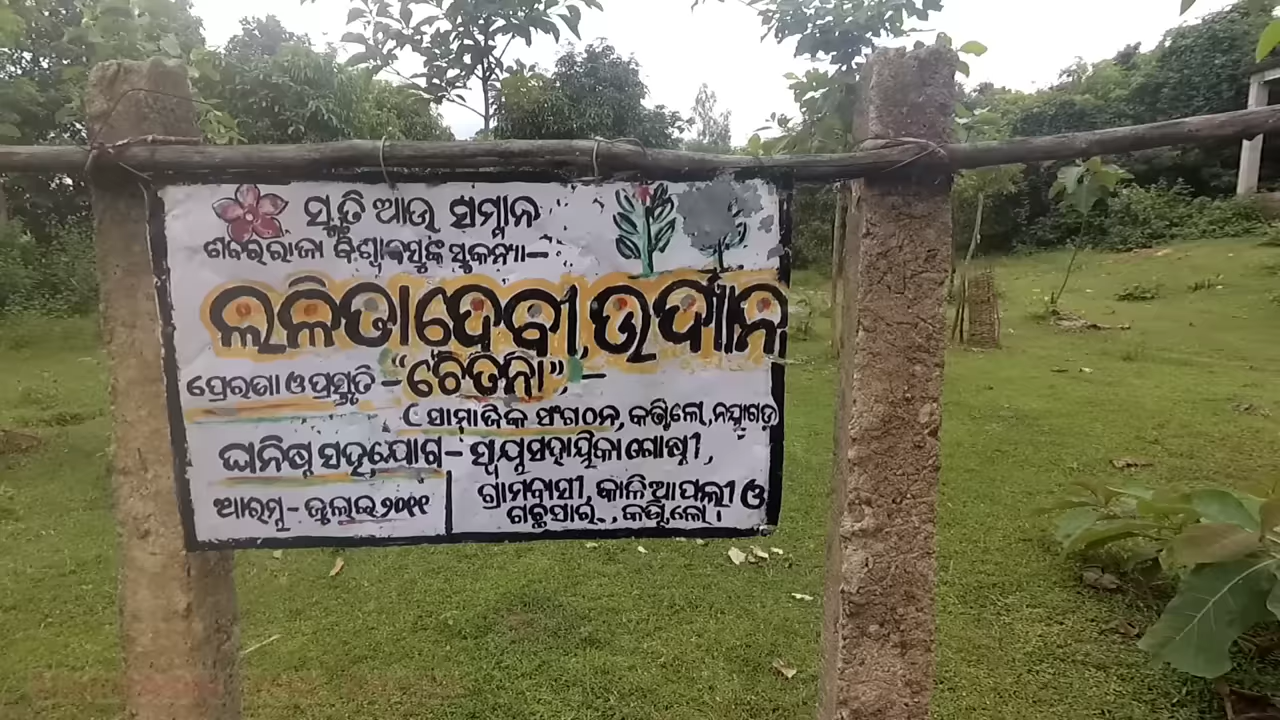 ସ୍ମୃତି ଆଉ ସମ୍ମାନ
ଶବରରାଜା ବିଶ୍ୱାବସୁଙ୍କ ସୁକନ୍ୟା–
ଲଳିତାଦେବୀ ଉଦ୍ୟାନ
ପ୍ରେରଣା ଓ ପ୍ରସ୍ତୁତି – “ଚୈତନ୍ୟ” –
( ସାମାଜିକ ସଂଗଠନ, କଣ୍ଟିଲୋ, ନୟାଗଡ଼)
ଘନିଷ୍ଠ ସହଯୋଗ – ସ୍ୱୟଂସହାୟିକା ଗୋଷ୍ଠୀ,
ଗ୍ରାମବାସୀ, କାଳିଆପଲ୍ଲୀ ଓ
ଆରମ୍ଭ – ଜୁଲାଇ ୨୦୧୧
କଣ୍ଟିଲୋ